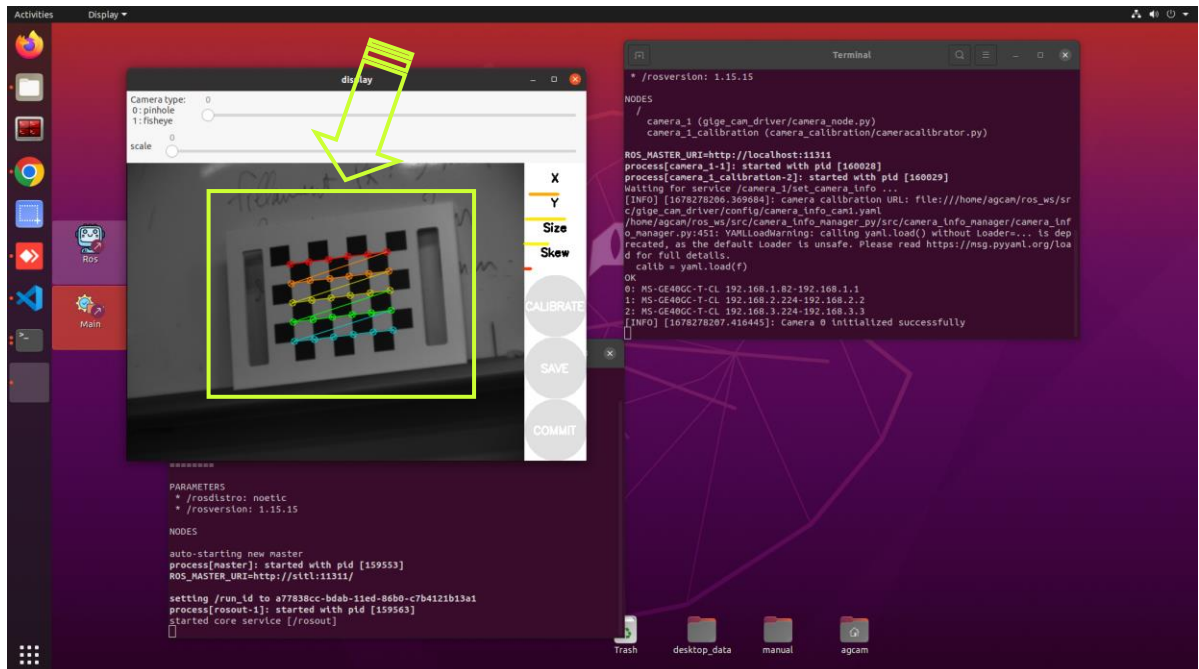 Activities
Display
display
Camera type:
0 : pinhole
1 : fisheye
0
scale
0
X
Y
Size
Skew
CALIBRATE
SAVE
COMMIT
Ros
Main
========
PARAMETERS
* /rosdistro: noetic
* /rosversion: 1.15.15
NODES
auto-starting new master
process[master]: started with pid [159553]
ROS_MASTER_URI=http://sitl:11311/
setting /run_id to a77838cc-bdab-11ed-86b0-c7b4121b13a1
process[rosout-1]: started with pid [159563]
started core service [/rosout]
Terminal
* /rosversion: 1.15.15
NODES
/
camera_1 (gige_cam_driver/camera_node.py)
camera_1_calibration (camera_calibration/cameracalibrator.py)
ROS_MASTER_URI=http://localhost:11311
process[camera_1-1]: started with pid [160028]
process[camera_1_calibration-2]: started with pid [160029]
Waiting for service /camera_1/set_camera_info ...
[INFO] [1678278206.369684]: camera calibration URL: file:///home/agcam/ros_ws/sr
c/gige_cam_driver/config/camera_info_cam1.yaml
/home/agcam/ros_ws/src/camera_info_manager_py/src/camera_info_manager/camera_inf
o_manager.py:451: YAMLLoadWarning: calling yaml.load() without Loader=... is dep
recated, as the default Loader is unsafe. Please read https://msg.pyyaml.org/loa
d for full details.
calib = yaml.load(f)
OK
0: MS-GE40GC-T-CL 192.168.1.82-192.168.1.1
1: MS-GE40GC-T-CL 192.168.2.224-192.168.2.2
2: MS-GE40GC-T-CL 192.168.3.224-192.168.3.3
[INFO] [1678278207.416445]: Camera 0 initialized successfully
Trash
desktop_data
manual
agcam